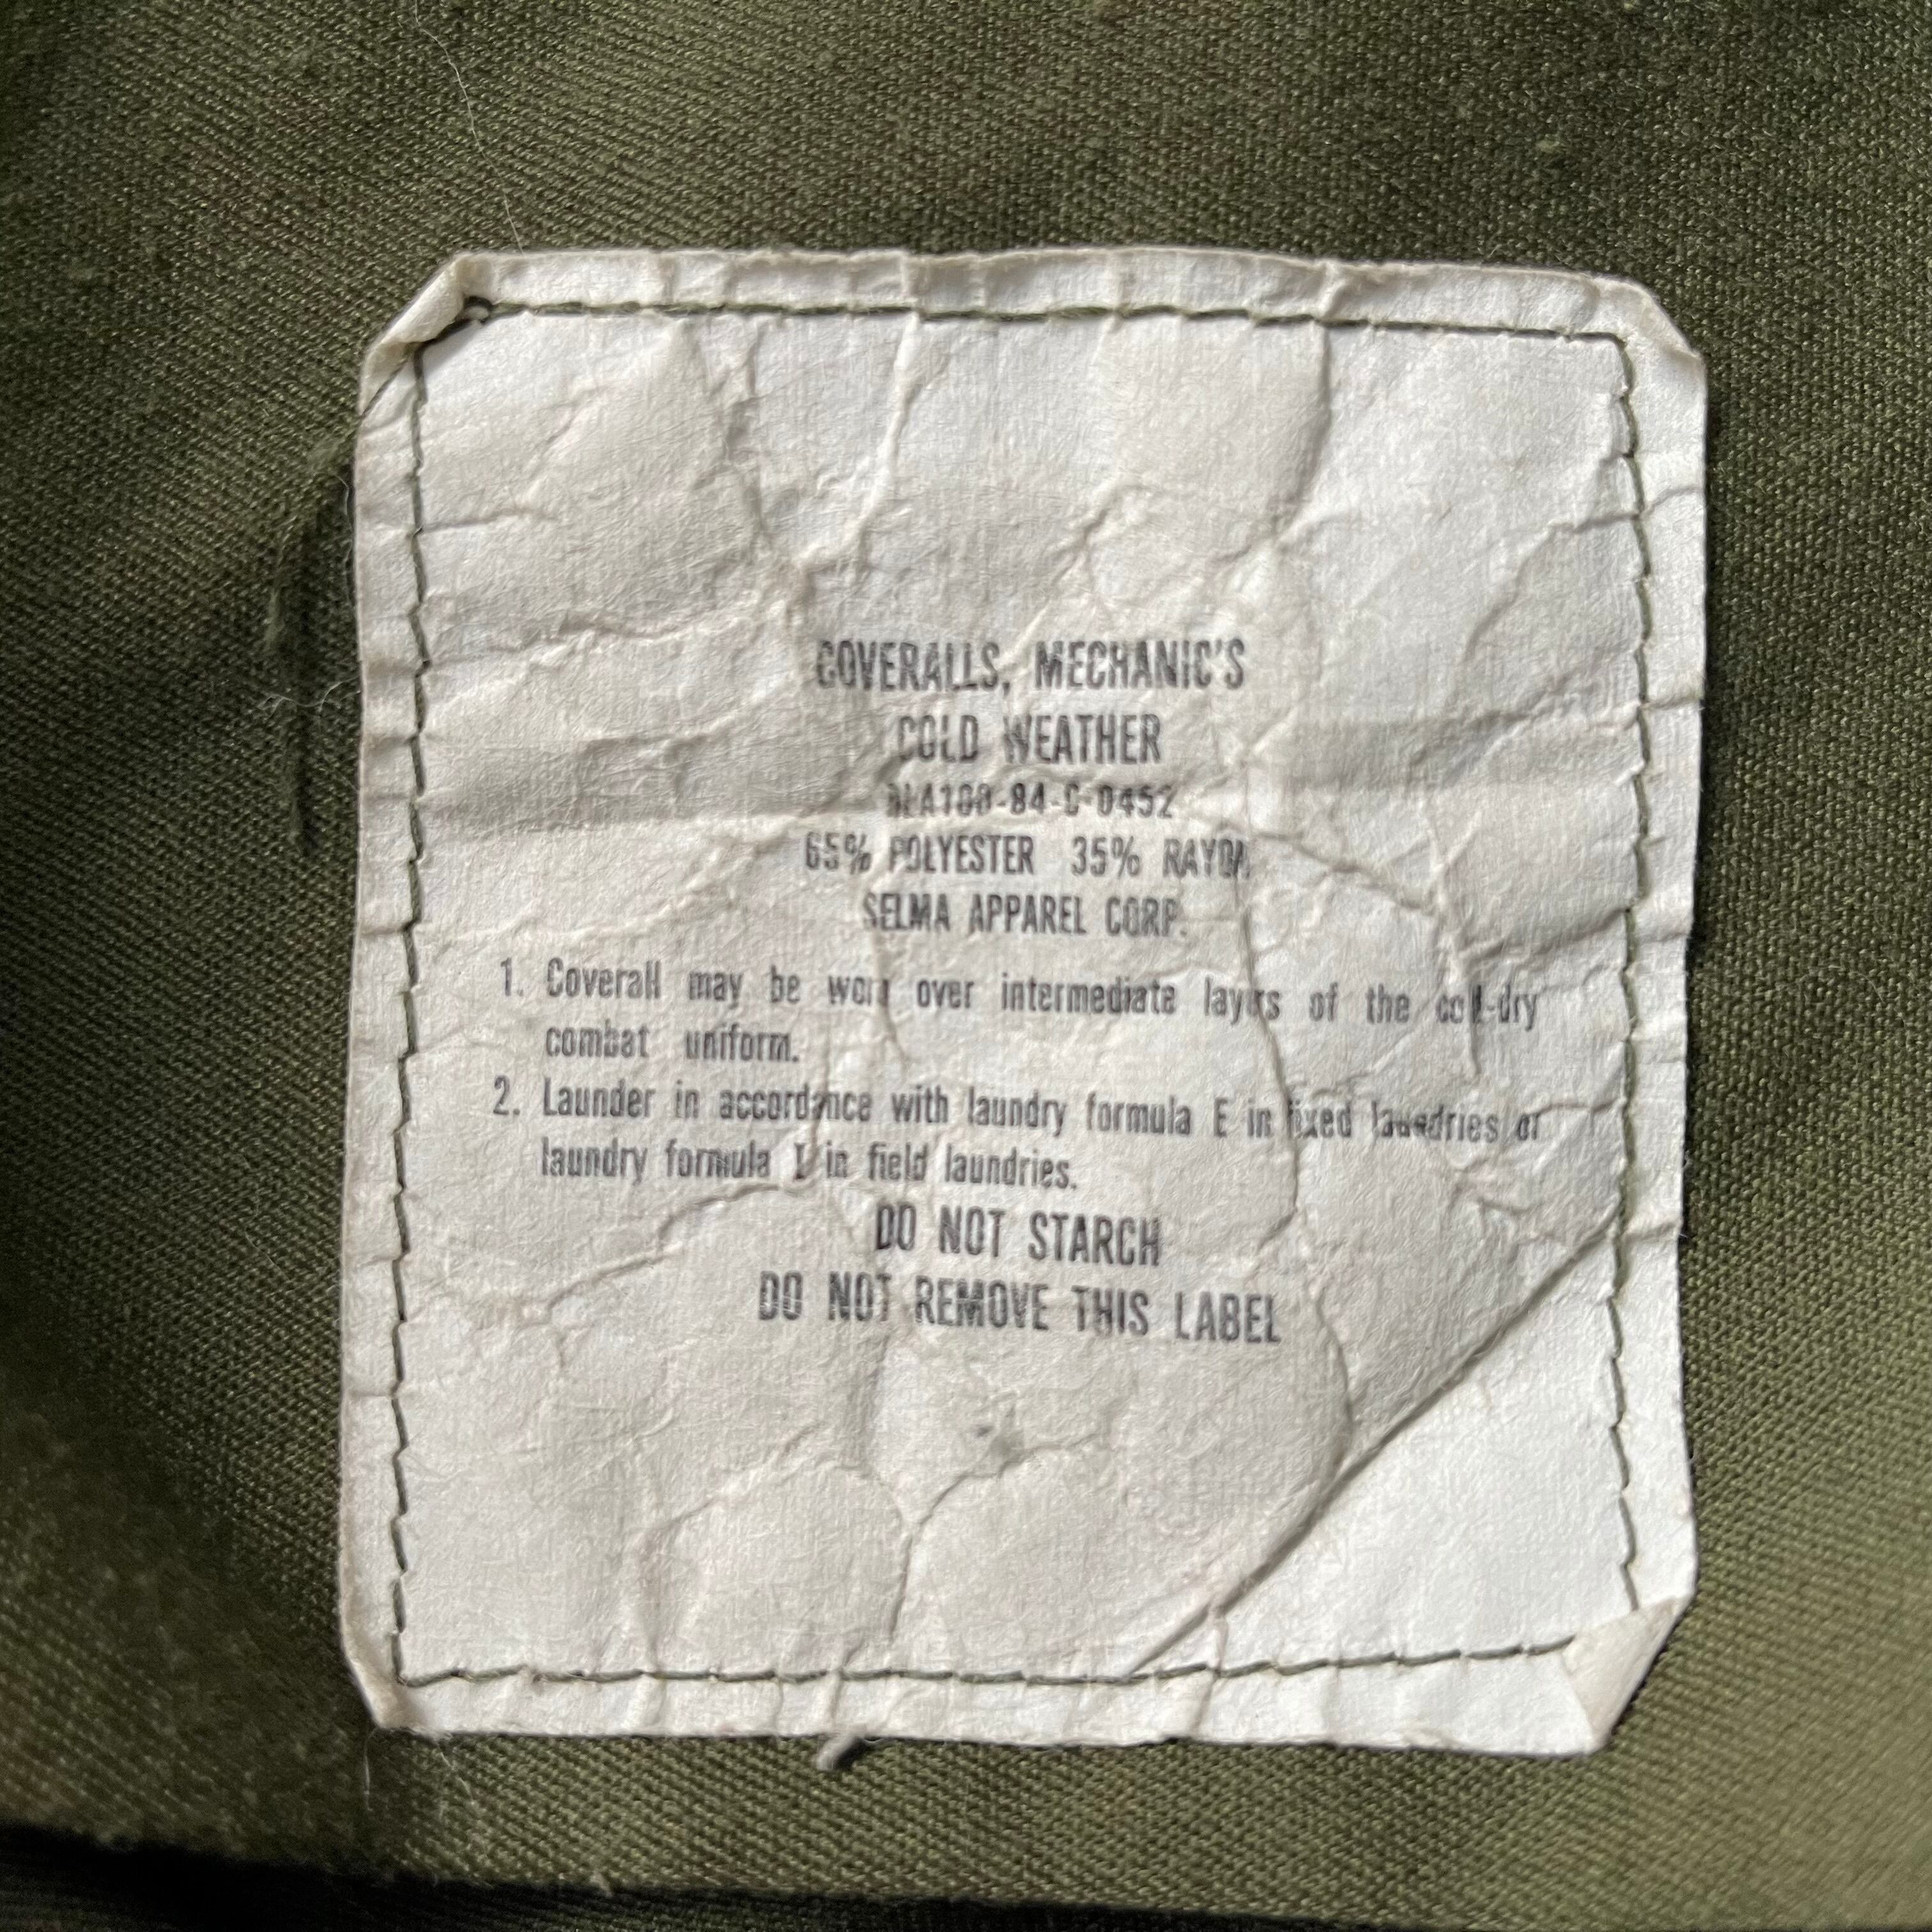 COVERALLS, MECHANIC'S
COLD WEATHER
DLA100-84-C-0452
65% POLYESTER 35% RAYON
SELMA APPAREL CORP.
1. Coverall may be worn over intermediate layers of the cold-dry
combat uniform.
2. Launder in accordance with laundry formula E in fixed laundries or
laundry formula I in field laundries.
DO NOT STARCH
DO NOT REMOVE THIS LABEL